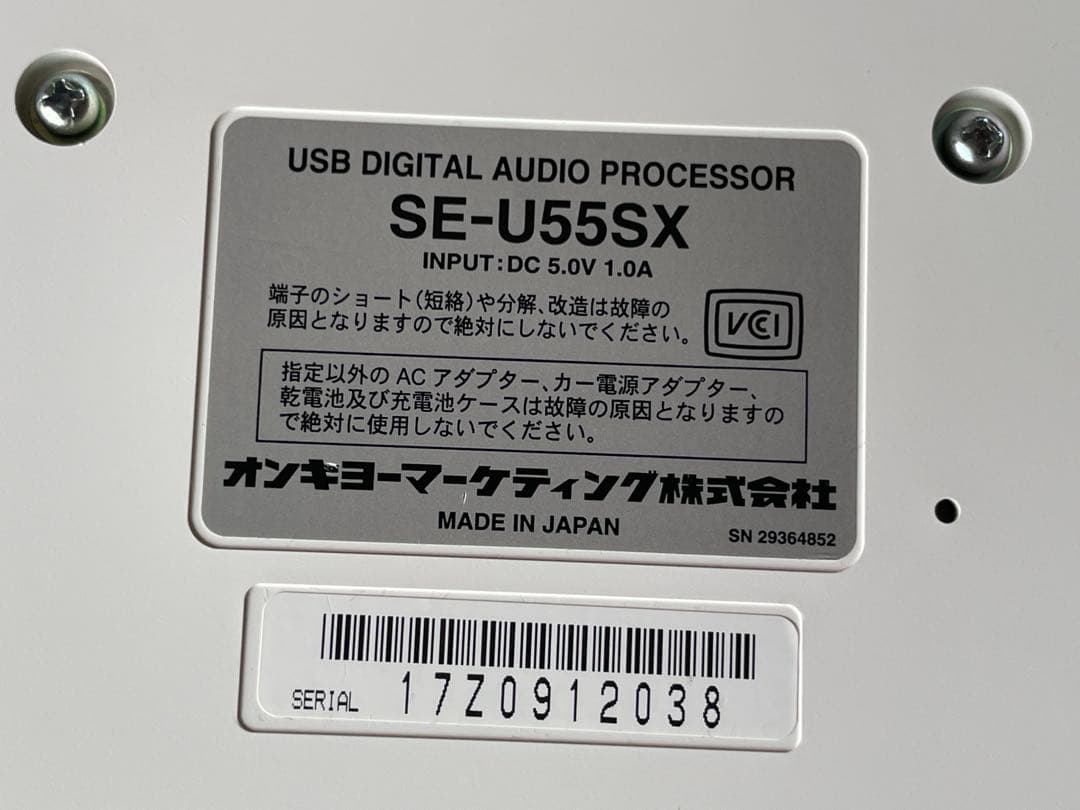 USB DIGITAL AUDIO PROCESSOR
SE-U55SX
INPUT:DC 5.0V 1.0A
端子のショート(短絡)や分解、改造は故障の
原因となりますので絶対にしないでください。
VCCI
指定以外の AC アダプター、カー電源アダプター、
乾電池及び充電池ケースは故障の原因となりますの
で絶対に使用しないでください。
オンキヨーマーケティング株式会社
MADE IN JAPAN
SN 29364852
SERIAL 17Z0912038